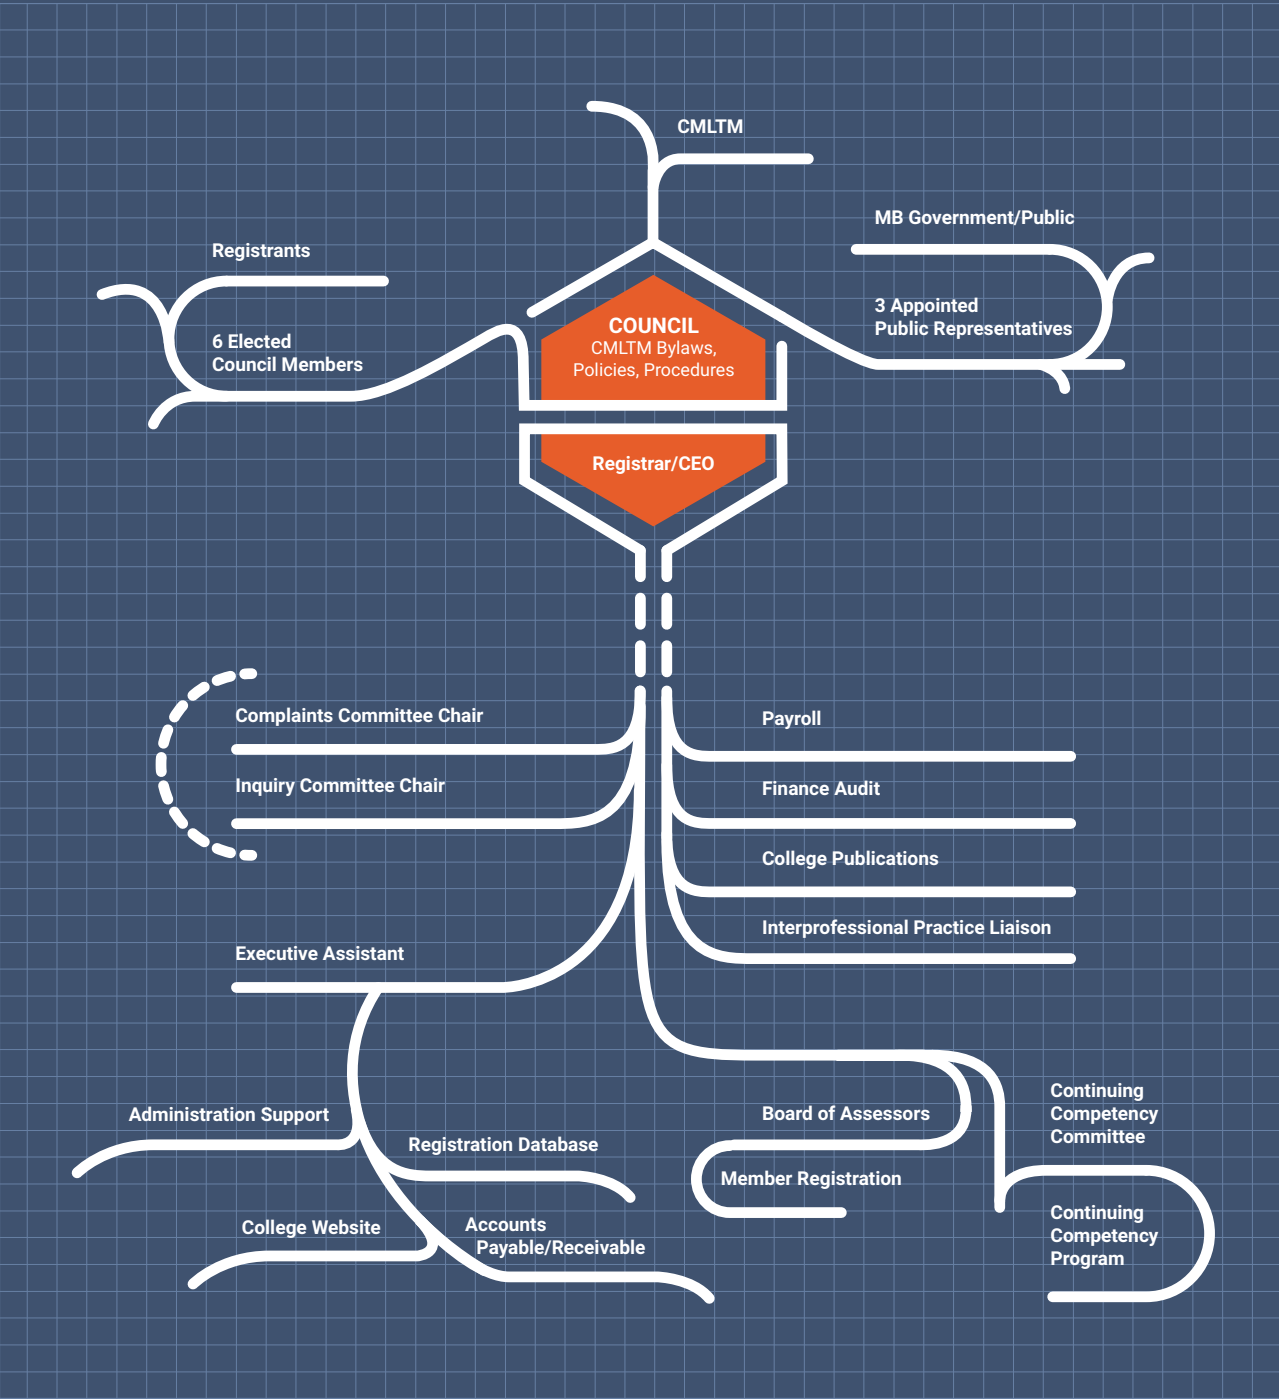 CMLTM
MB Government/Public
Registrants
3 Appointed
Public Representatives
6 Elected
Council Members
COUNCIL
CMLTM Bylaws,
Policies, Procedures
Registrar/CEO
Complaints Committee Chair
Inquiry Committee Chair
Payroll
Finance Audit
College Publications
Interprofessional Practice Liaison
Executive Assistant
Administration Support
Registration Database
College Website
Accounts
Payable/Receivable
Board of Assessors
Member Registration
Continuing
Competency
Committee
Continuing
Competency
Program